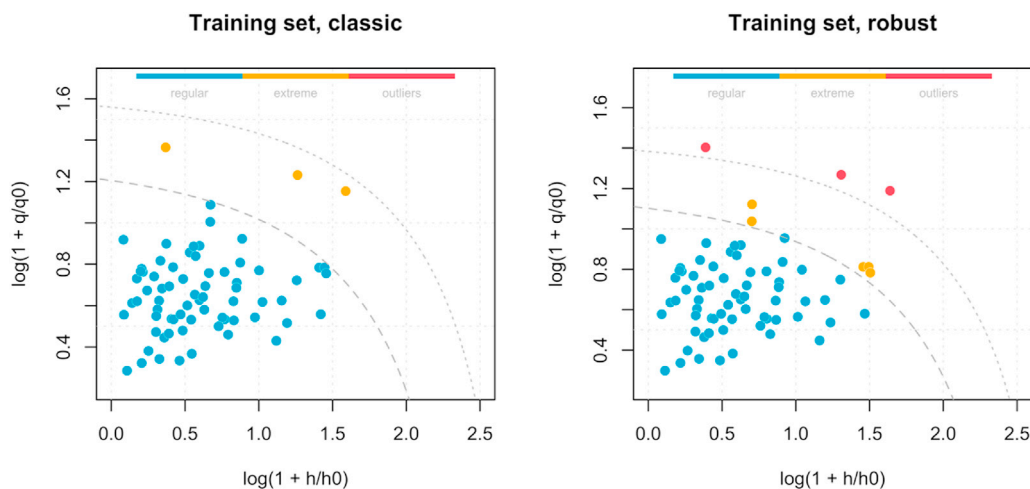 Training set, classic
regular extreme outliers
1.6
1.2
0.8
0.4
log(1 + q/q0)
0.0 0.5 1.0 1.5 2.0 2.5
log(1 + h/h0)
Training set, robust
regular extreme outliers
1.6
1.2
0.8
0.4
log(1 + q/q0)
0.0 0.5 1.0 1.5 2.0 2.5
log(1 + h/h0)